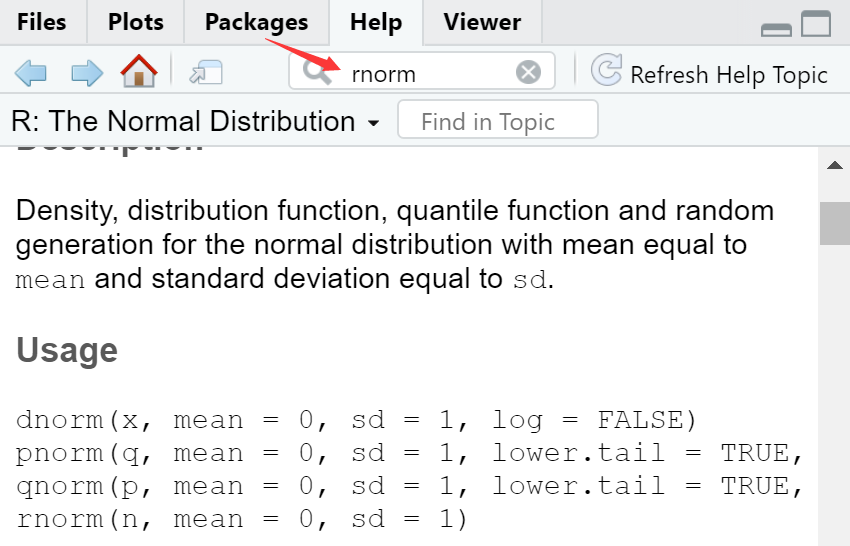 Files Plots Packages Help Viewer
rnorm Refresh Help Topic
R: The Normal Distribution Find in Topic
Description
Density, distribution function, quantile function and random
generation for the normal distribution with mean equal to
mean and standard deviation equal to sd.
Usage
dnorm(x, mean = 0, sd = 1, log = FALSE)
pnorm(q, mean = 0, sd = 1, lower.tail = TRUE,
qnorm(p, mean = 0, sd = 1, lower.tail = TRUE,
rnorm(n, mean = 0, sd = 1)